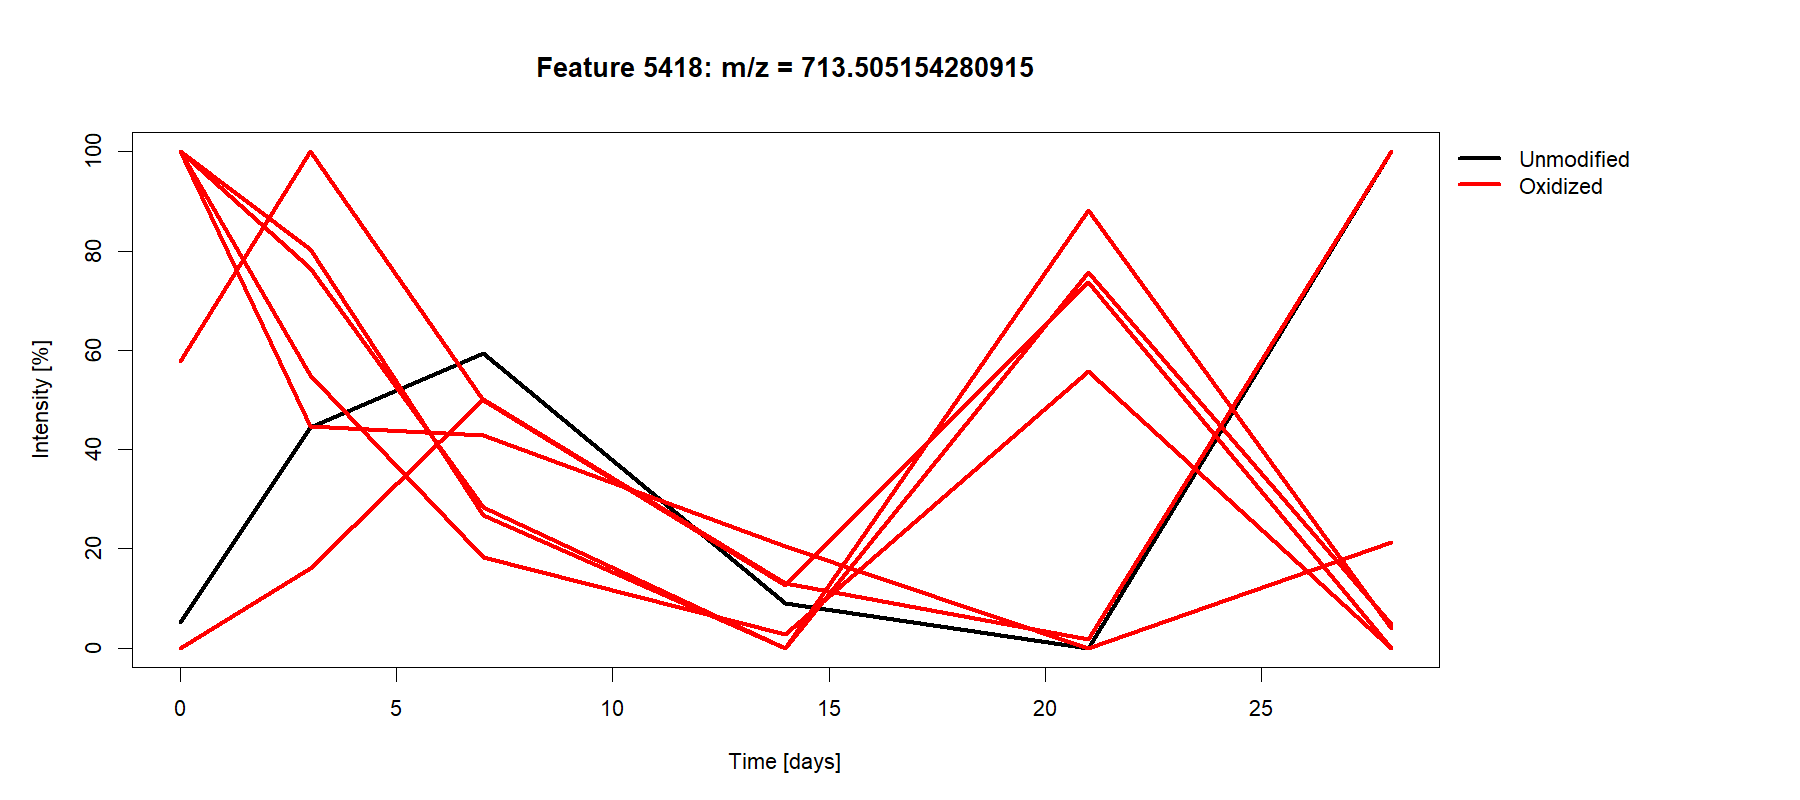 Feature 5418: m/z = 713.505154280915
Unmodified
Oxidized
Intensity [%]
100
80
60
40
20
0
0 5 10 15 20 25
Time [days]